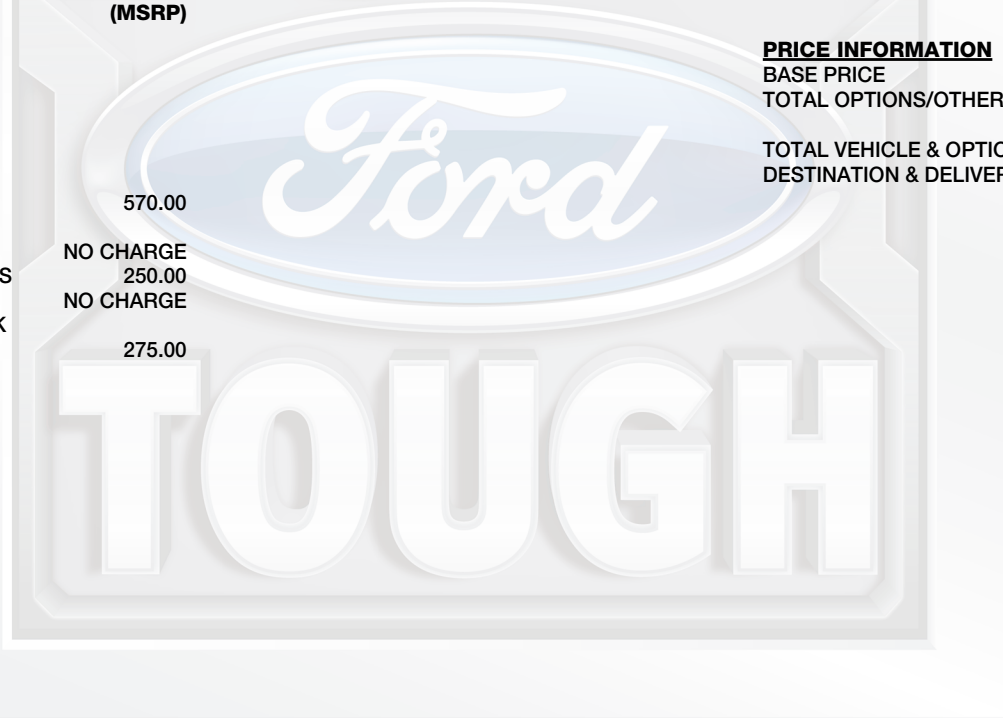 (MSRP)
PRICE INFORMATION
BASE PRICE
TOTAL OPTIONS/OTHER
TOTAL VEHICLE & OPTIO
DESTINATION & DELIVER
570.00
NO CHARGE
S 250.00
NO CHARGE
K
275.00
Ford
TOUGH